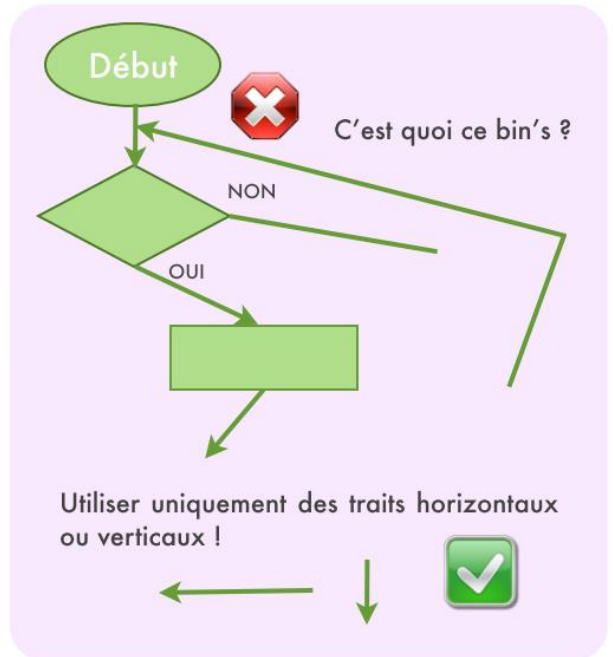 Début
C'est quoi ce bin's ?
NON
OUI
Utiliser uniquement des traits horizontaux
ou verticaux !